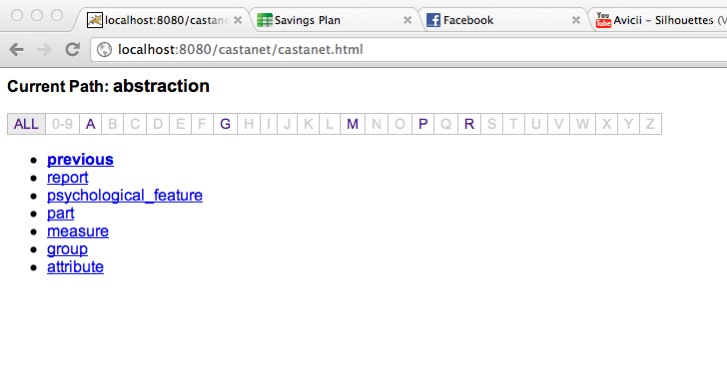 localhost:8080/castane
Savings Plan
Facebook
You Tube
Avicii – Silhouettes (V
localhost:8080/castanet/castanet.html
Current Path: abstraction
ALL 0-9 A B C D E F G H I J K L M N O P Q R S T U V W X Y Z
previous
report
psychological_feature
part
measure
group
attribute